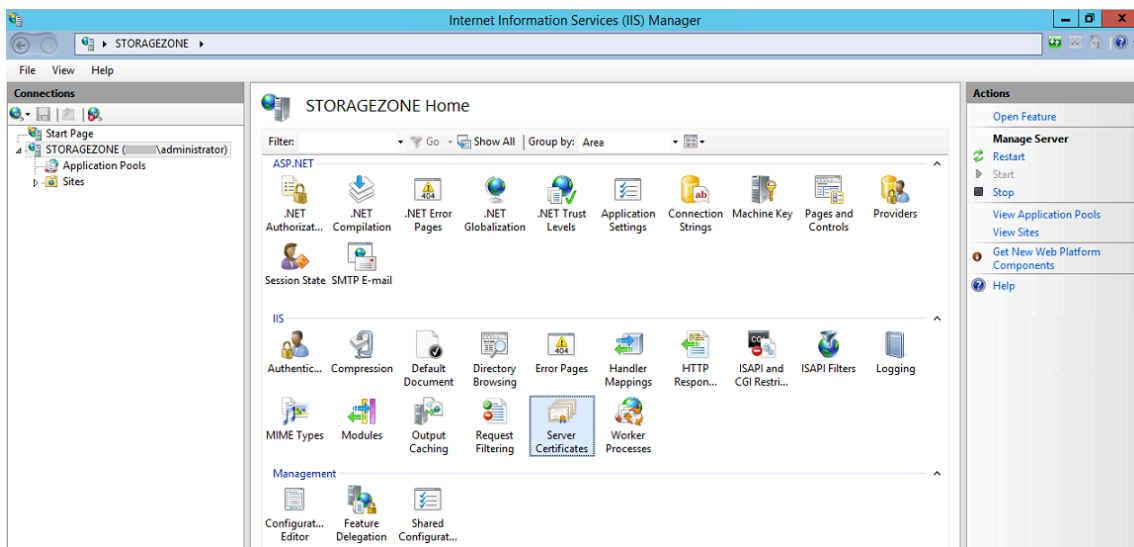 Internet Information Services (IIS) Manager
STORAGEZONE
File View Help
Connections
Start Page
STORAGEZONE ( \administrator)
Application Pools
Sites
STORAGEZONE Home
Filter: Go Show All Group by: Area
ASP.NET
.NET Authorizat...
.NET Compilation
.NET Error Pages
.NET Globalization
.NET Trust Levels
Application Settings
Connection Strings
Machine Key
Pages and Controls
Providers
Session State
SMTP E-mail
IIS
Authentic...
Compression
Default Document
Directory Browsing
404
Error Pages
Handler Mappings
HTTP Respon...
ISAPI and CGI Restri...
ISAPI Filters
Logging
MIME Types
Modules
Output Caching
Request Filtering
Server Certificates
Worker Processes
Management
Configurat... Editor
Feature Delegation
Shared Configurat...
Actions
Open Feature
Manage Server
Restart
Start
Stop
View Application Pools
View Sites
Get New Web Platform
Components
Help